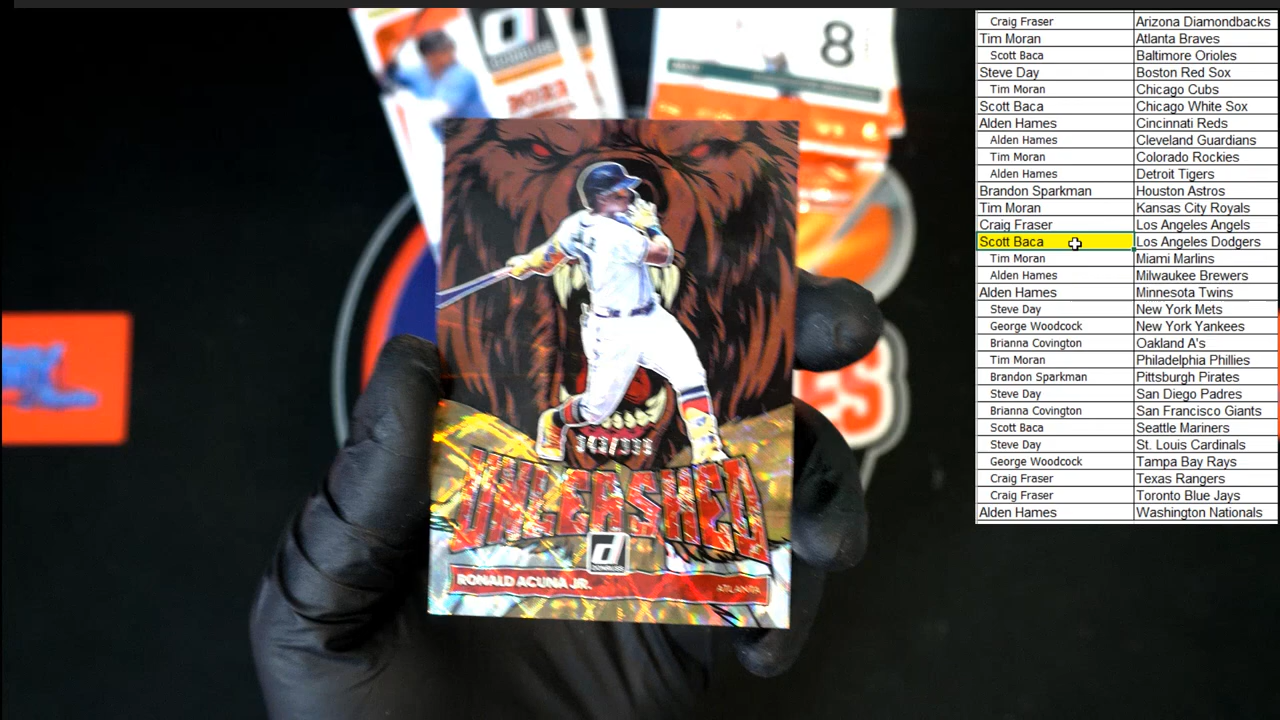 8
2023
349/999
UNLEASHED
d
DONRUSS
RONALD ACUNA JR.
ATLANTA
ES
Craig Fraser Arizona Diamondbacks
Tim Moran Atlanta Braves
Scott Baca Baltimore Orioles
Steve Day Boston Red Sox
Tim Moran Chicago Cubs
Scott Baca Chicago White Sox
Alden Hames Cincinnati Reds
Alden Hames Cleveland Guardians
Tim Moran Colorado Rockies
Alden Hames Detroit Tigers
Brandon Sparkman Houston Astros
Tim Moran Kansas City Royals
Craig Fraser Los Angeles Angels
Scott Baca Los Angeles Dodgers
Tim Moran Miami Marlins
Alden Hames Milwaukee Brewers
Alden Hames Minnesota Twins
Steve Day New York Mets
George Woodcock New York Yankees
Brianna Covington Oakland A's
Tim Moran Philadelphia Phillies
Brandon Sparkman Pittsburgh Pirates
Steve Day San Diego Padres
Brianna Covington San Francisco Giants
Scott Baca Seattle Mariners
Steve Day St. Louis Cardinals
George Woodcock Tampa Bay Rays
Craig Fraser Texas Rangers
Craig Fraser Toronto Blue Jays
Alden Hames Washington Nationals